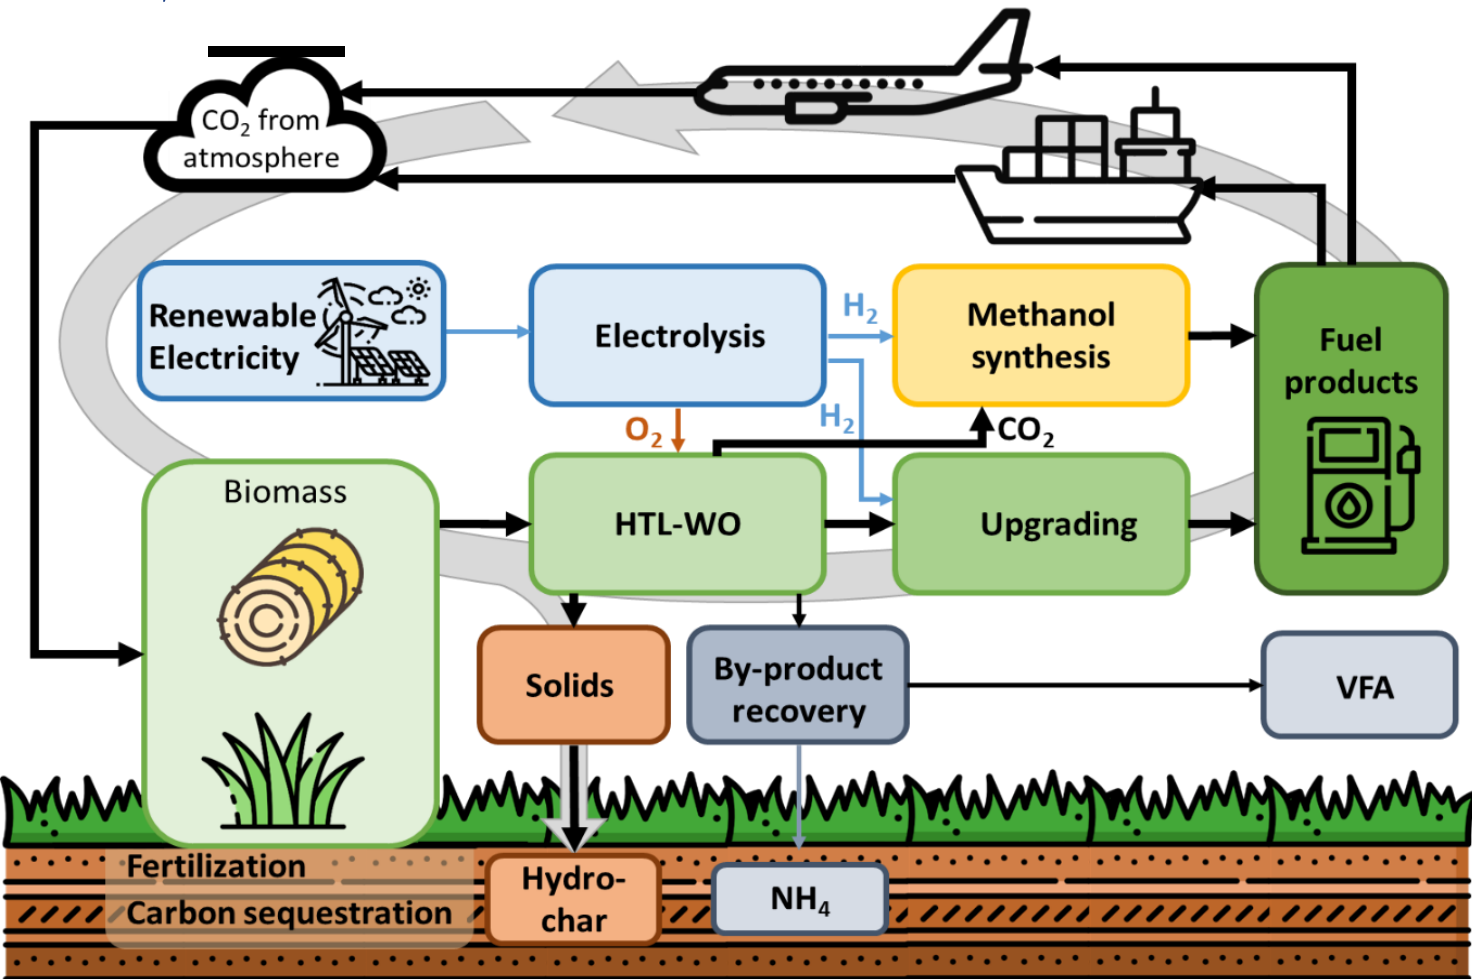 CO₂ from
atmosphere
Renewable
Electricity
Electrolysis
H₂
Methanol
synthesis
Fuel
products
O₂
H₂
CO₂
Biomass
HTL-WO
Upgrading
Solids
By-product
recovery
VFA
Fertilization
Carbon sequestration
Hydro-
char
NH₄